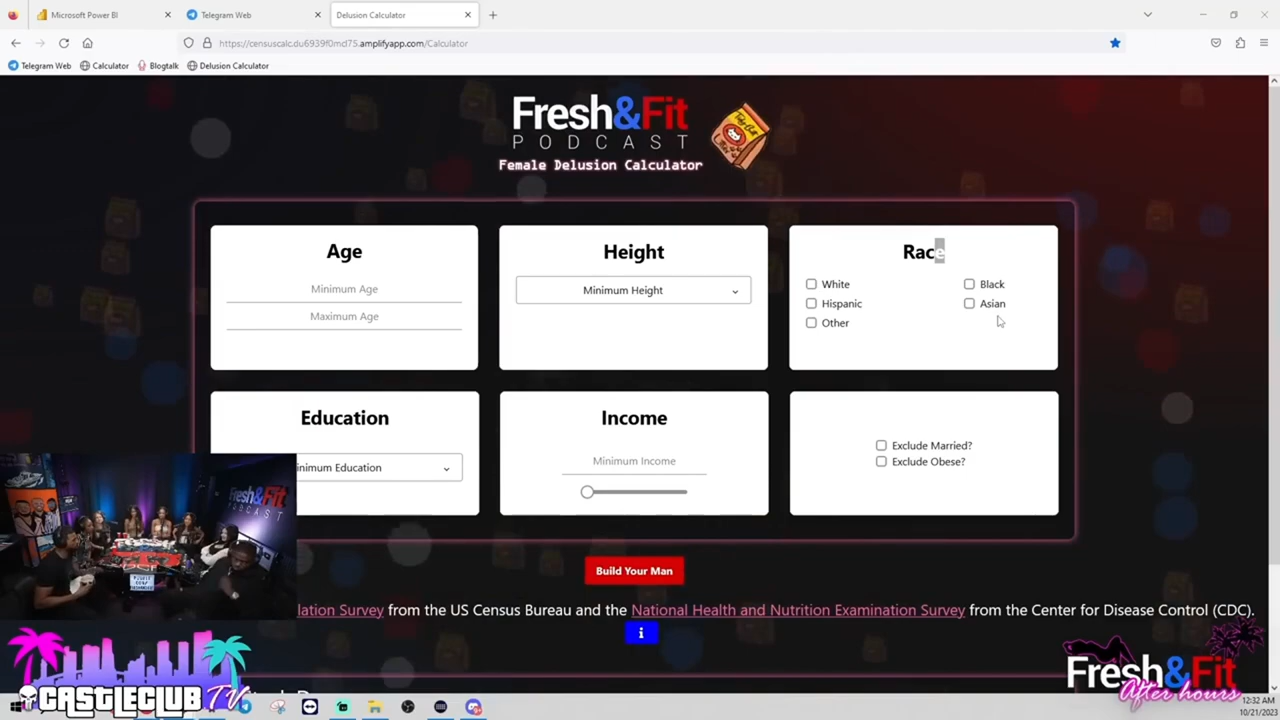 Microsoft Power BI
Telegram Web
Delusion Calculator
https://censuscalc.du6939f0md75.amplifyapp.com/Calculator
Telegram Web
Calculator
Blogtalk
Delusion Calculator
Fresh&Fit
PODCAST
Female Delusion Calculator
Age
Minimum Age
Maximum Age
Height
Minimum Height
Race
White
Black
Hispanic
Asian
Other
Education
inimum Education
Income
Minimum Income
Exclude Married?
Exclude Obese?
Fresh&Fit
PODCAST
Build Your Man
lation Survey from the US Census Bureau and the National Health and Nutrition Examination Survey from the Center for Disease Control (CDC).
i
CASTLECLUB TV
Fresh&Fit
After hours
12:32 AM
10/21/2023